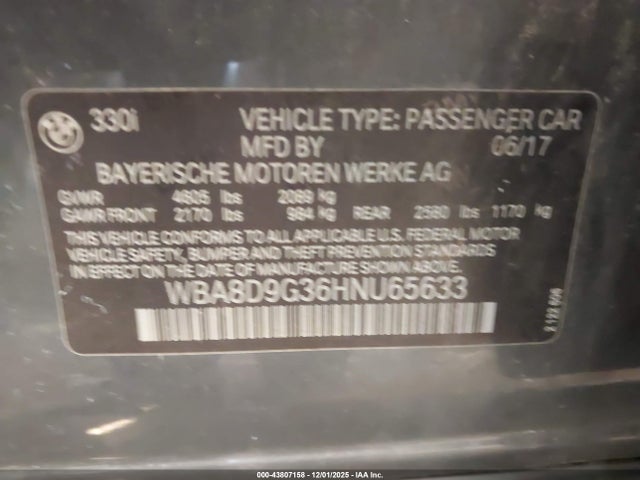 330i VEHICLE TYPE: PASSENGER CAR
MFD BY 06/17
BAYERISCHE MOTOREN WERKE AG
GVWR 4605 lbs 2089 kg
GAWR FRONT 2170 lbs 984 kg REAR 2580 lbs 1170 kg
THIS VEHICLE CONFORMS TO ALL APPLICABLE U.S. FEDERAL MOTOR
VEHICLE SAFETY, BUMPER AND THEFT PREVENTION STANDARDS
IN EFFECT ON THE DATE OF MANUFACTURE SHOWN ABOVE.
WBA8D9G36HNU65633
000-43807158 - 12/01/2025 - IAA Inc.